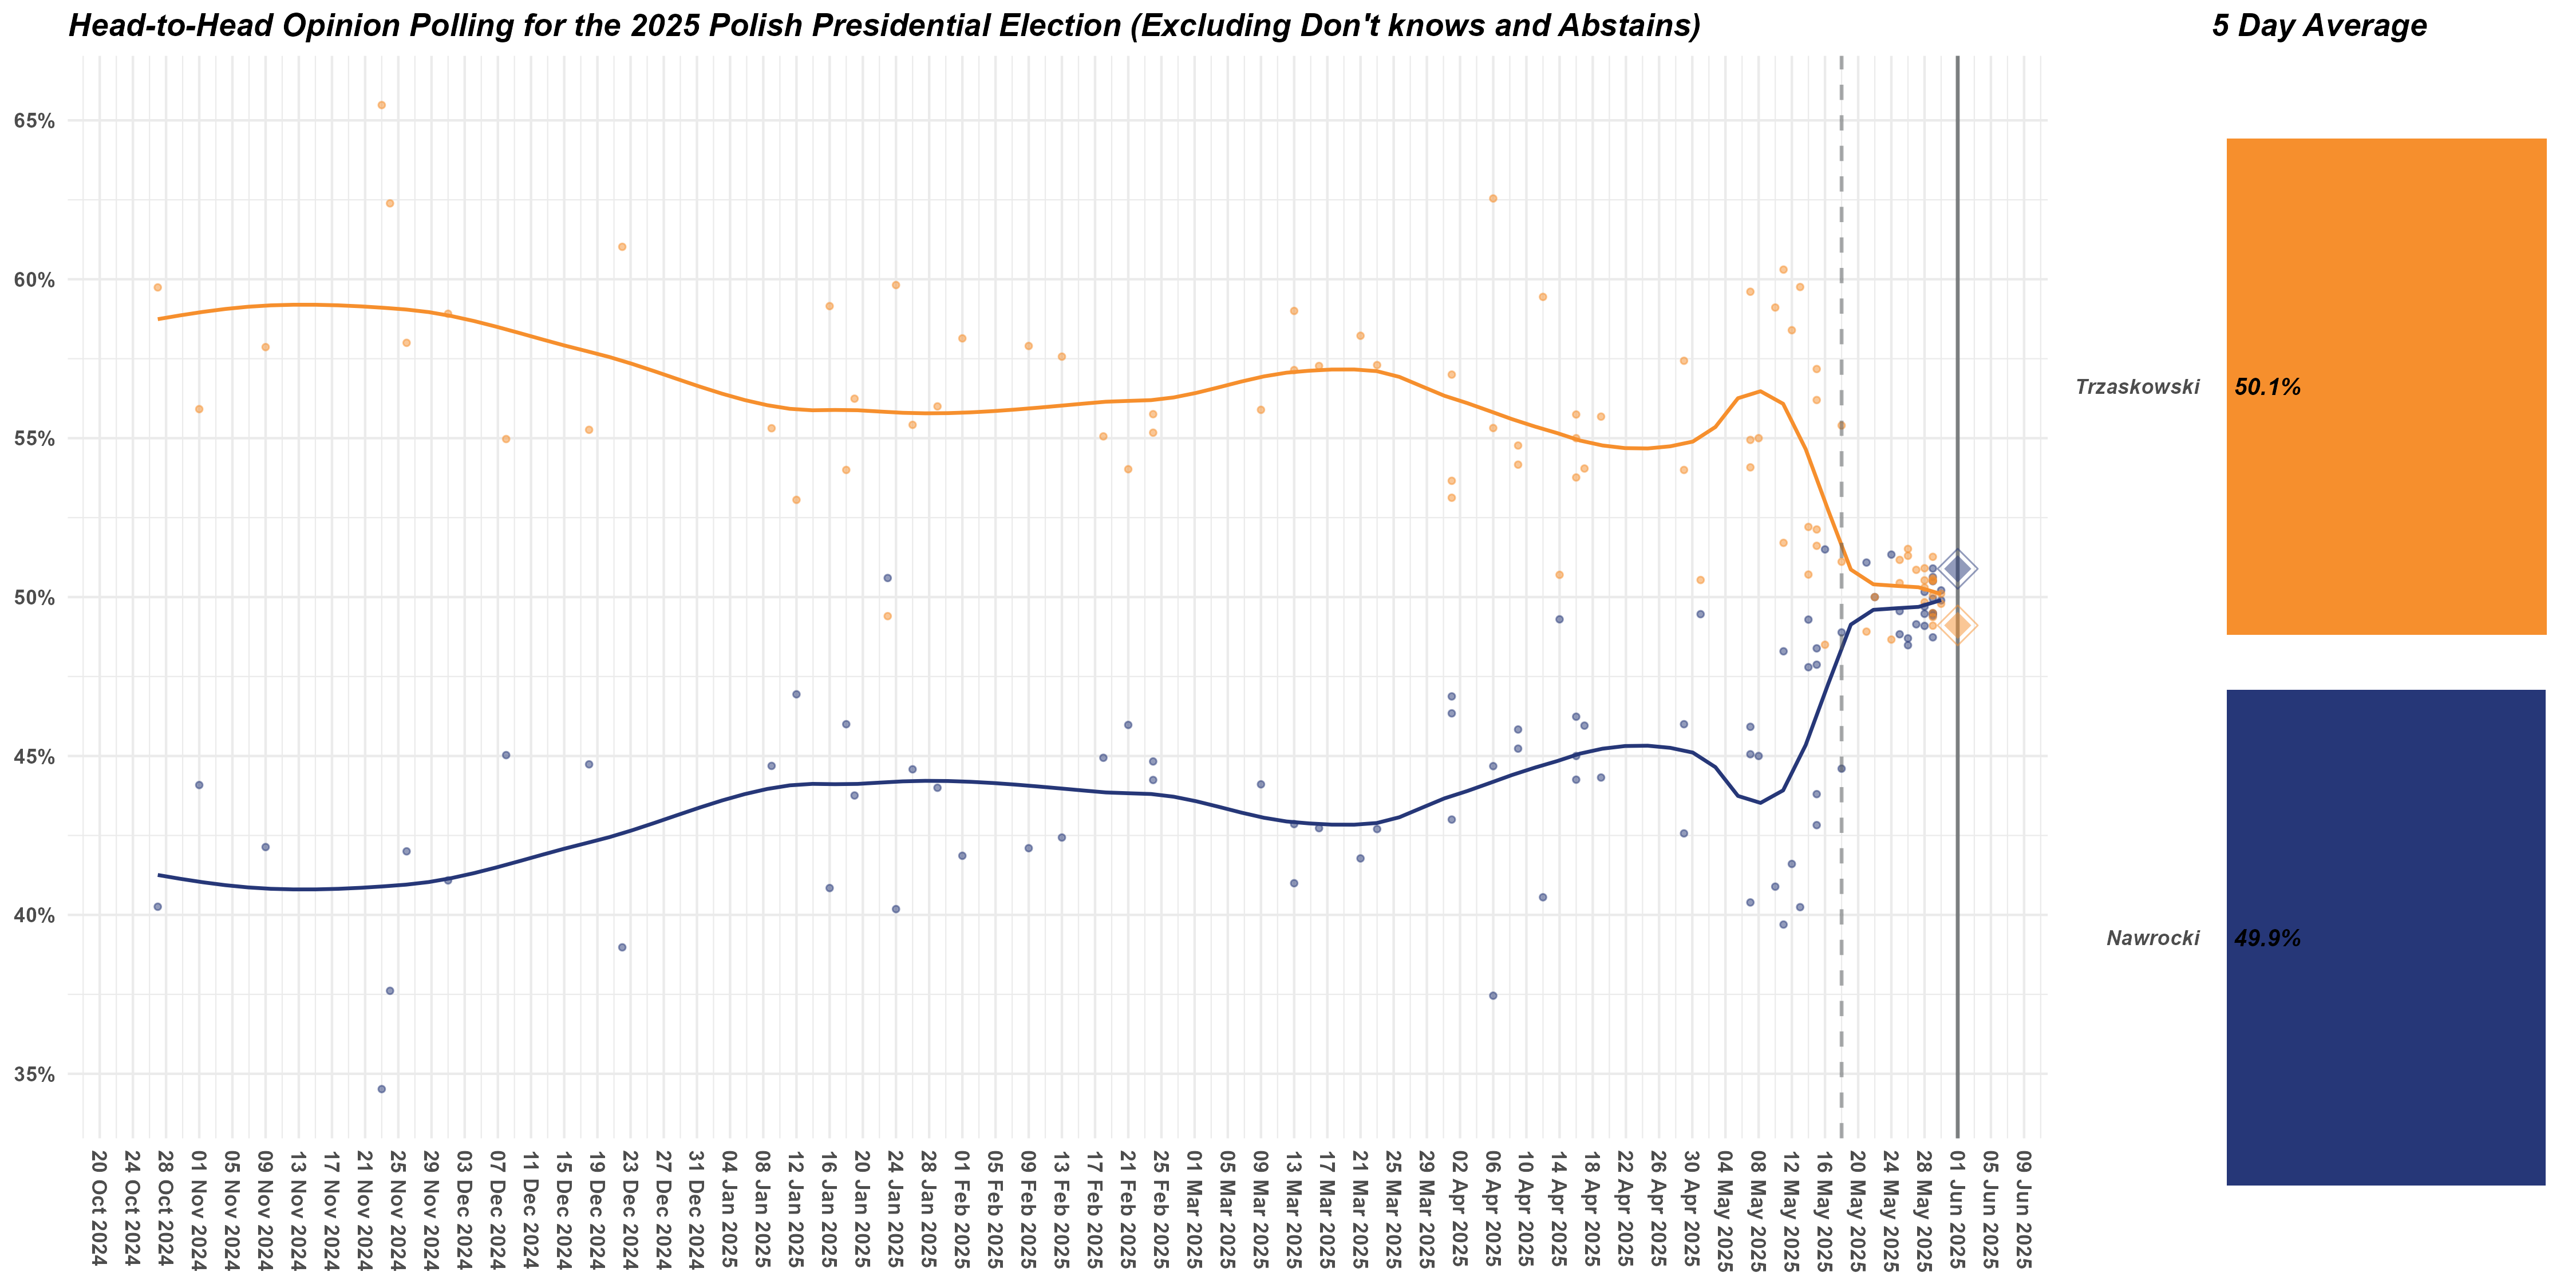 Head-to-Head Opinion Polling for the 2025 Polish Presidential Election (Excluding Don't knows and Abstains)
5 Day Average
65%
60%
55%
50%
45%
40%
35%
Trzaskowski
50.1%
Nawrocki
49.9%
20 Oct 2024
24 Oct 2024
28 Oct 2024
01 Nov 2024
05 Nov 2024
09 Nov 2024
13 Nov 2024
17 Nov 2024
21 Nov 2024
25 Nov 2024
29 Nov 2024
03 Dec 2024
07 Dec 2024
11 Dec 2024
15 Dec 2024
19 Dec 2024
23 Dec 2024
27 Dec 2024
31 Dec 2024
04 Jan 2025
08 Jan 2025
12 Jan 2025
16 Jan 2025
20 Jan 2025
24 Jan 2025
28 Jan 2025
01 Feb 2025
05 Feb 2025
09 Feb 2025
13 Feb 2025
17 Feb 2025
21 Feb 2025
25 Feb 2025
01 Mar 2025
05 Mar 2025
09 Mar 2025
13 Mar 2025
17 Mar 2025
21 Mar 2025
25 Mar 2025
29 Mar 2025
02 Apr 2025
06 Apr 2025
10 Apr 2025
14 Apr 2025
18 Apr 2025
22 Apr 2025
26 Apr 2025
30 Apr 2025
04 May 2025
08 May 2025
12 May 2025
16 May 2025
20 May 2025
24 May 2025
28 May 2025
01 Jun 2025
05 Jun 2025
09 Jun 2025